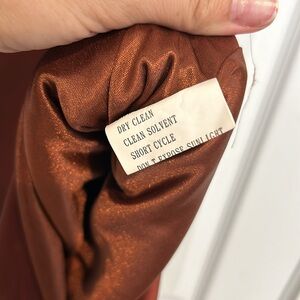 DRY CLEAN
CLEAN SOLVENT
SHORT CYCLE
DON T EXPOSE SUNLIGHT